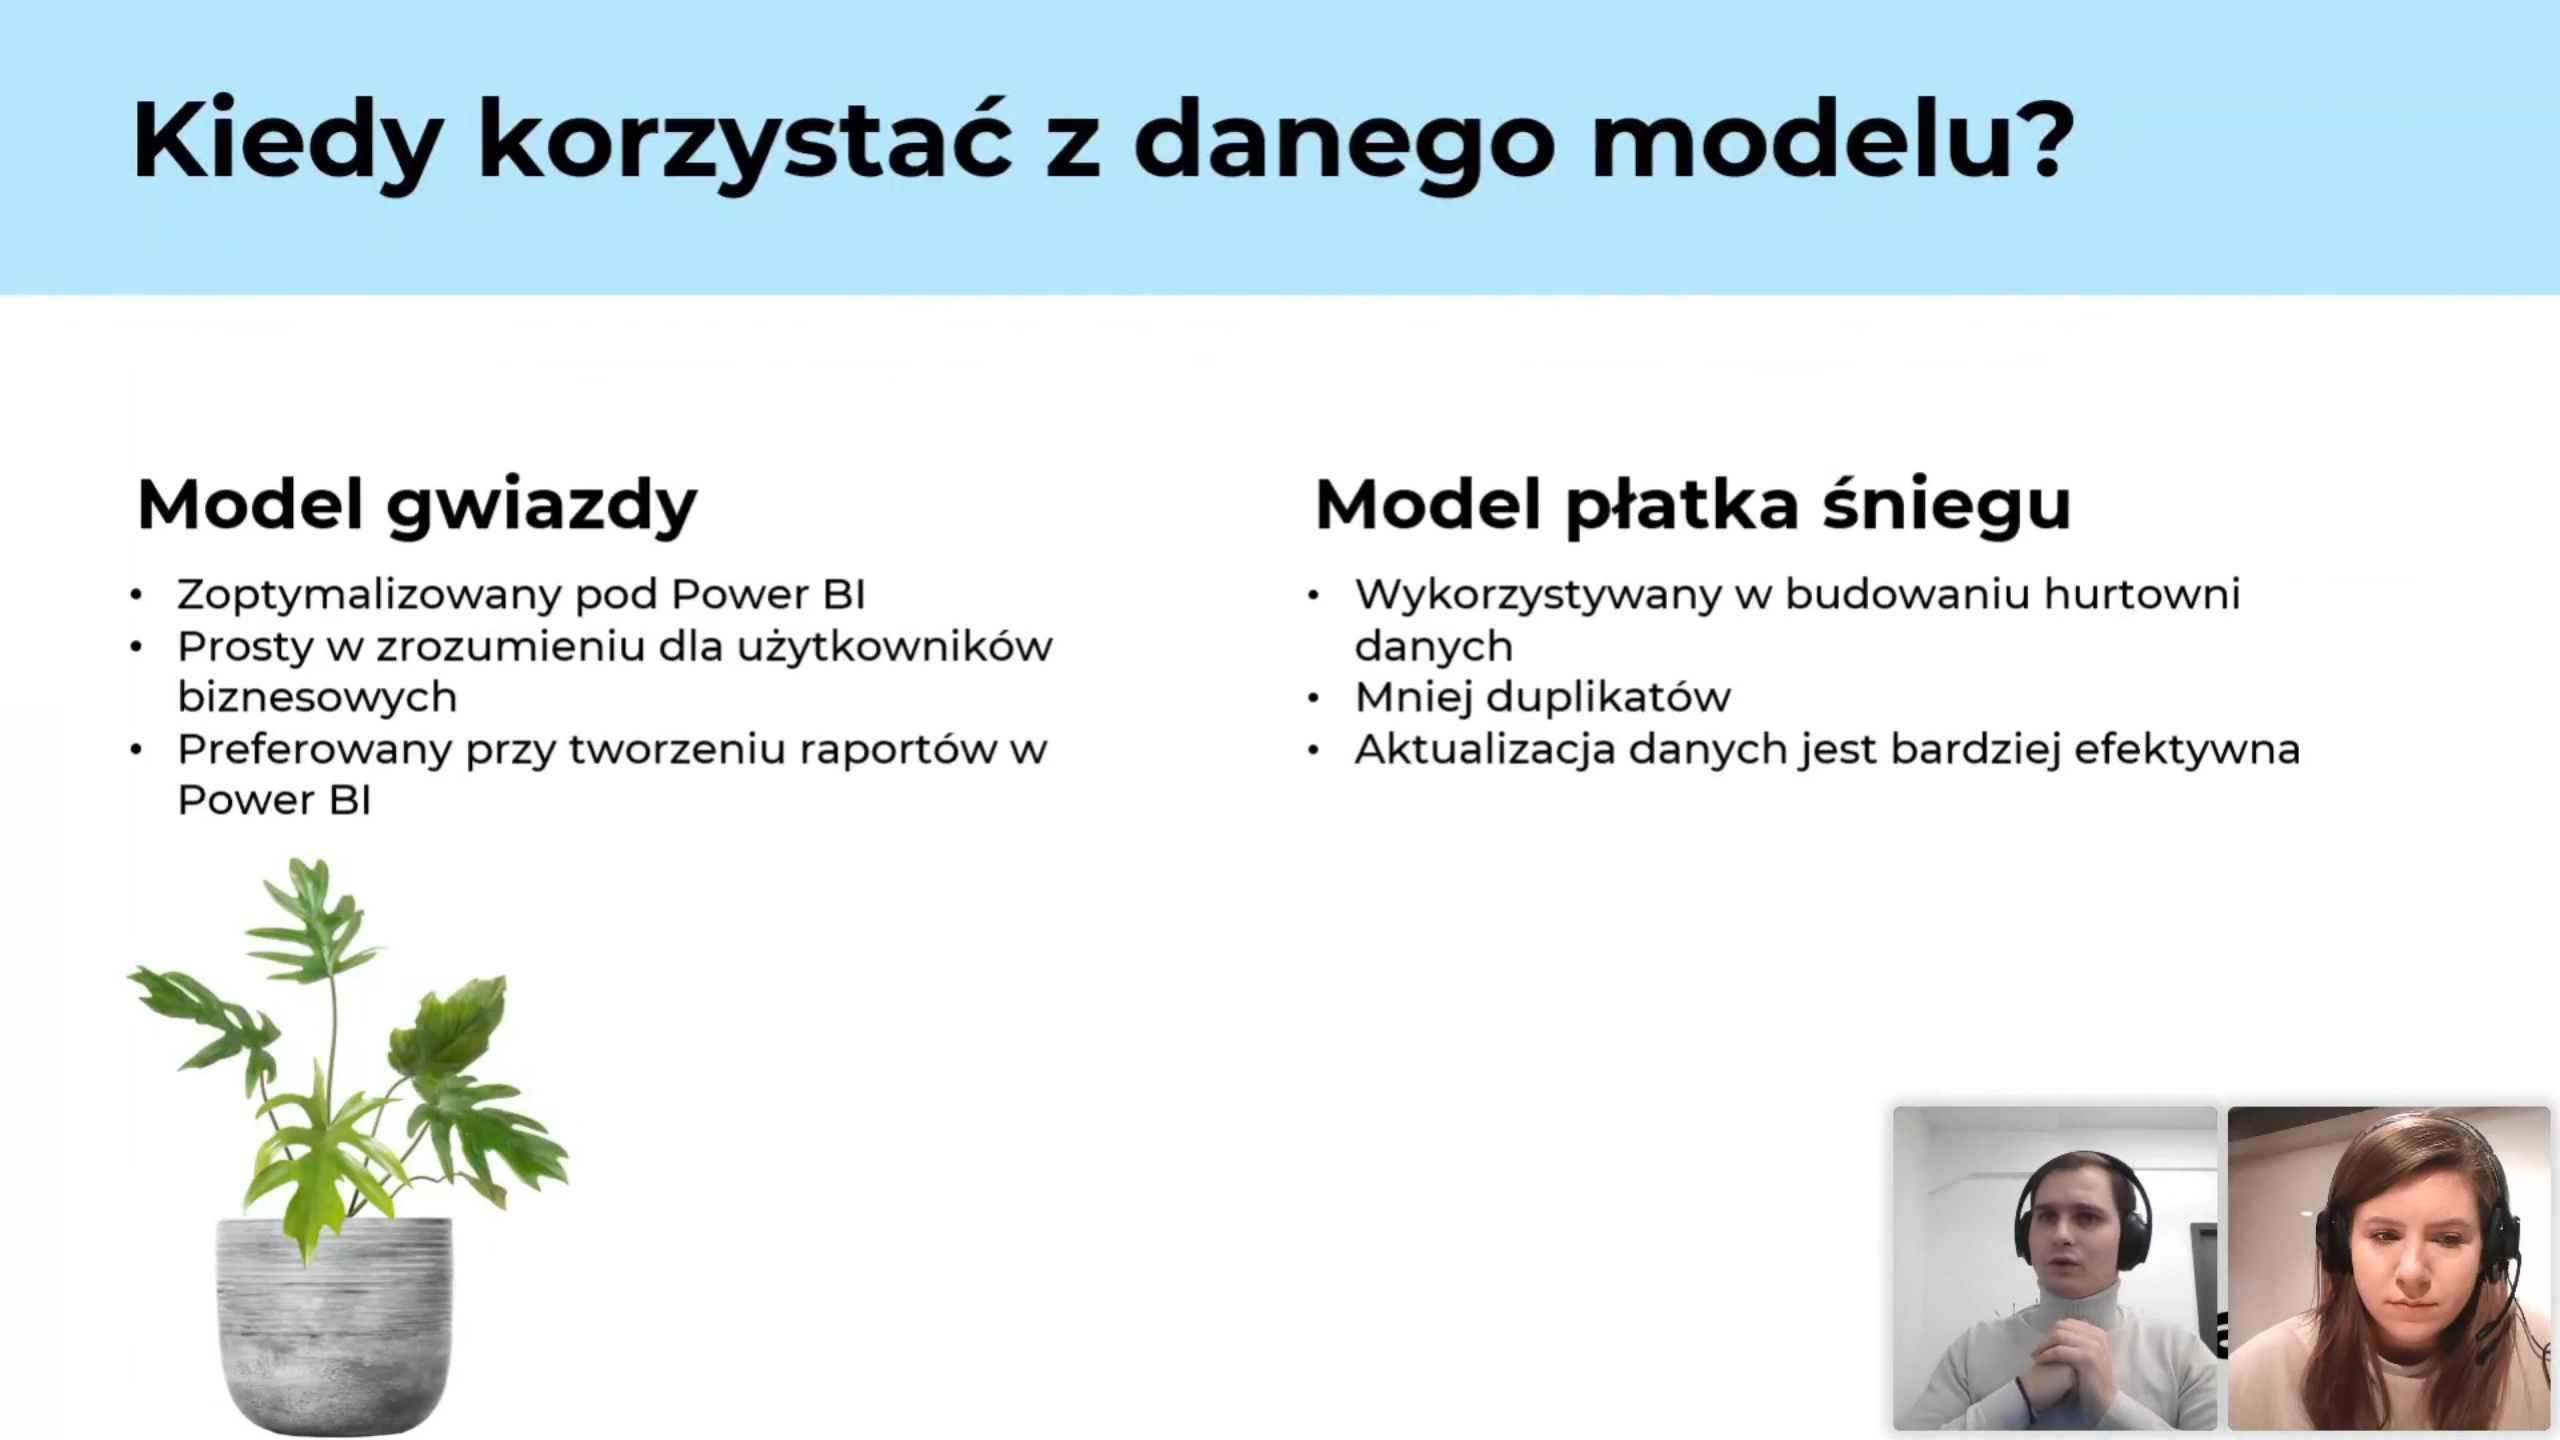 Kiedy korzystać z danego modelu?
Model gwiazdy
• Zoptymalizowany pod Power BI
• Prosty w zrozumieniu dla użytkowników
biznesowych
• Preferowany przy tworzeniu raportów w
Power BI
Model płatka śniegu
• Wykorzystywany w budowaniu hurtowni
danych
• Mniej duplikatów
• Aktualizacja danych jest bardziej efektywna